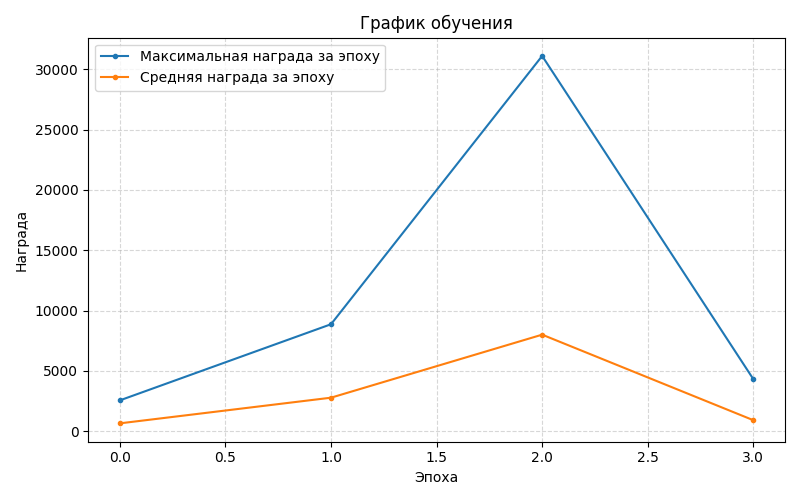 График обучения
Максимальная награда за эпоху
Средняя награда за эпоху
Награда
30000
25000
20000
15000
10000
5000
0
0.0 0.5 1.0 1.5 2.0 2.5 3.0
Эпоха